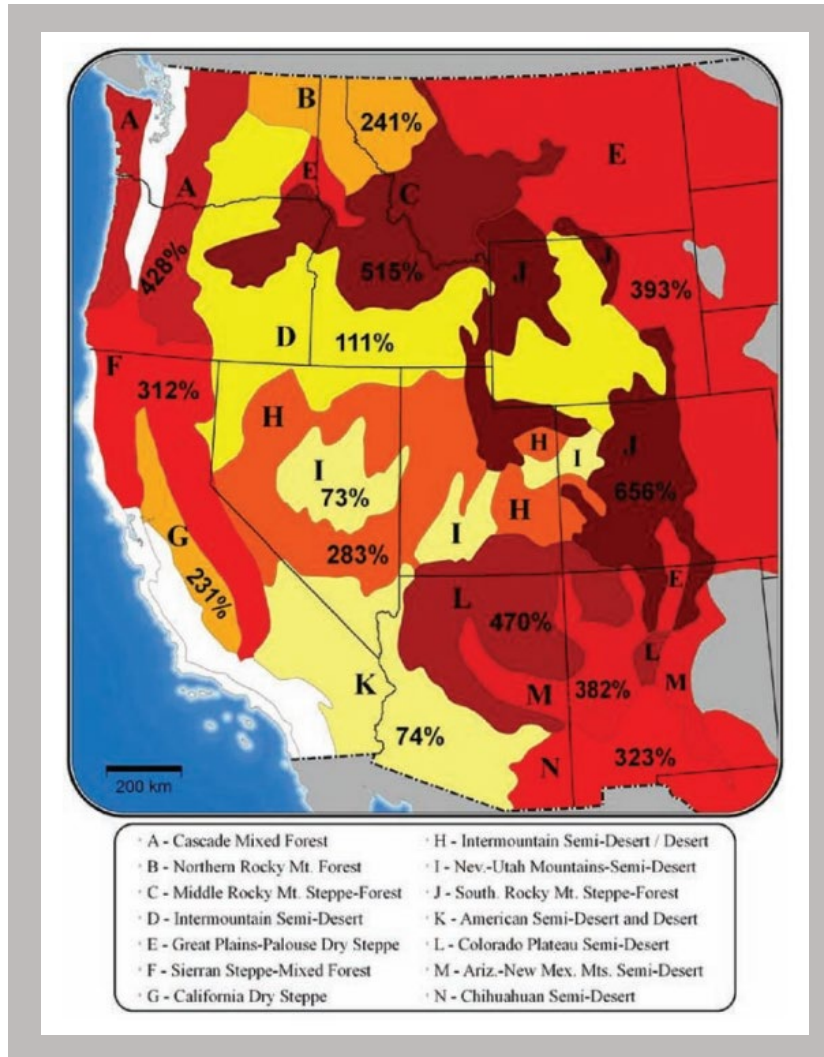 B
241%
A
E
E
A
C
428%
515%
J
J
393%
D
111%
F
312%
H
H
I
J
I
73%
656%
H
G
I
283%
231%
E
L
470%
L
K
M
382%
M
74%
N
323%
200 km
A - Cascade Mixed Forest
B - Northern Rocky Mt. Forest
C - Middle Rocky Mt. Steppe-Forest
D - Intermountain Semi-Desert
E - Great Plains-Palouse Dry Steppe
F - Sierran Steppe-Mixed Forest
G - California Dry Steppe
H - Intermountain Semi-Desert / Desert
I - Nev.-Utah Mountains-Semi-Desert
J - South. Rocky Mt. Steppe-Forest
K - American Semi-Desert and Desert
L - Colorado Plateau Semi-Desert
M - Ariz.-New Mex. Mts. Semi-Desert
N - Chihuahuan Semi-Desert